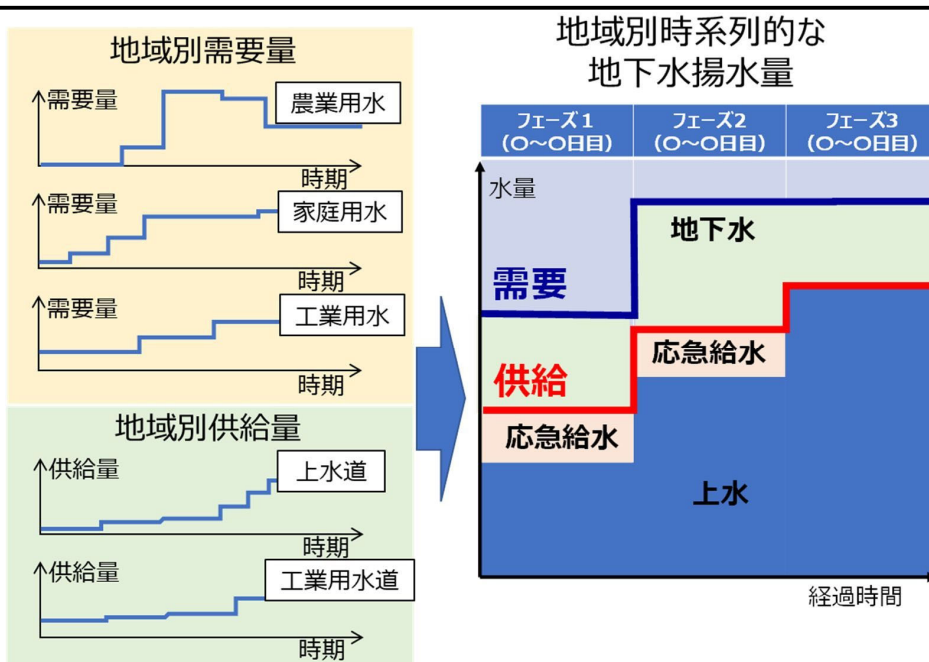 地域別需要量
需要量
農業用水
時期
需要量
家庭用水
時期
需要量
工業用水
時期
地域別供給量
供給量
上水道
時期
供給量
工業用水道
時期
地域別時系列的な
地下水揚水量
フェーズ1
(〇～〇日目)
フェーズ2
(〇～〇日目)
フェーズ3
(〇～〇日目)
水量
地下水
需要
応急給水
供給
応急給水
上水
経過時間